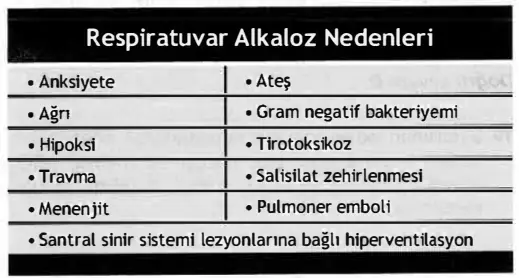 Respiratuvar Alkaloz Nedenleri
• Anksiyete • Ateş
• Ağrı • Gram negatif bakteriyemi
• Hipoksi • Tirotoksikoz
• Travma • Salisilat zehirlenmesi
• Menenjit • Pulmoner emboli
• Santral sinir sistemi lezyonlarına bağlı hiperventilasyon